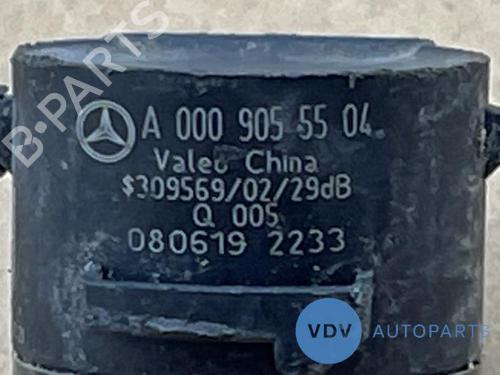 B-PARTS
A 000 905 55 04
Valeo China
$309569/02/29dB
Q 005
080619 2233
VDV AUTOPARTS